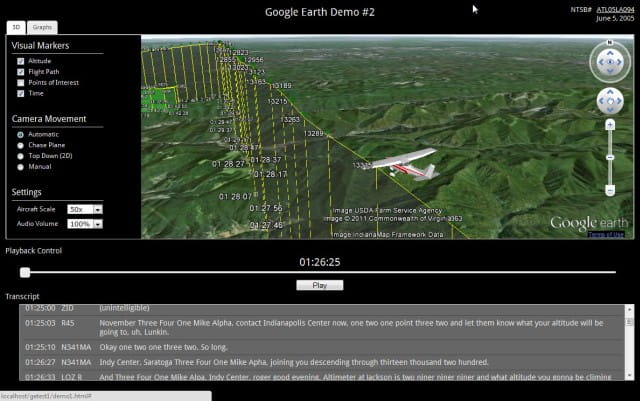 Google Earth Demo #2
NTSB# ATL05LA094
June 5, 2005
3D Graphs
Visual Markers
Altitude
Flight Path
Points of Interest
Time
Camera Movement
Automatic
Chase Plane
Top Down (2D)
Manual
Settings
Aircraft Scale 50x
Audio Volume 100%
12823
12855 12956
13023
13123
13163
13189
13215
13263
13289
01:28:47
01:28:37
01:28:27
01:28:17
01:28:07
01:27:56
01:27:46
N
Image USDA Farm Service Agency
Image © 2011 Commonwealth of Virginia
Image IndianaMap Framework Data
Google earth
Terms of Use
Playback Control
01:26:25
Play
Transcript
01:25:00 ZID (unintelligible)
01:25:03 R45 November Three Four One Mike Alpha, contact Indianapolis Center now, one two one point three two and let them know what your altitude will be
going to, uh, Lunkin.
01:25:10 N341MA Okay one two one three two. So long.
01:26:27 N341MA Indy Center, Saratoga Three Four One Mike Apha, joining you descending through thirteen thousand two hundred.
01:26:33 LOZ R And Three Four One Mike Alpa, Indy Center, roger good evening. Altimeter at Jackson is two niner niner niner and what altitude you gonna be climing
localhost/getest1/demo1.html#